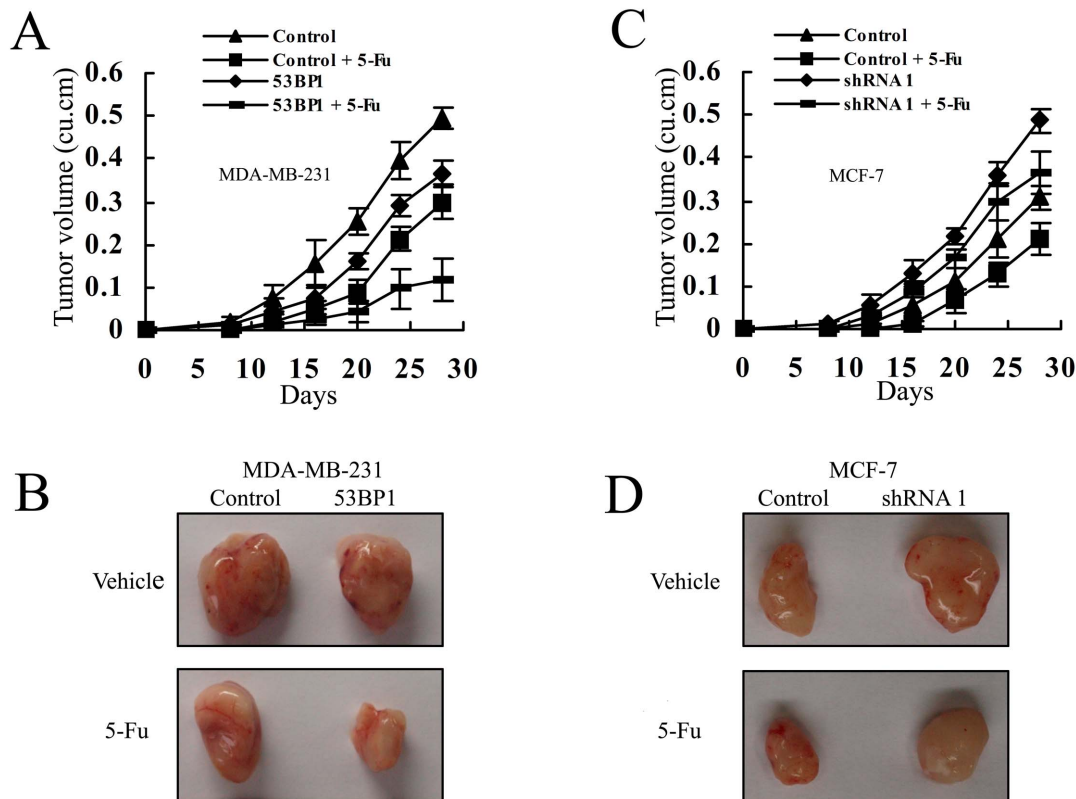 A
Control
Control + 5-Fu
53BP1
53BP1 + 5-Fu
Tumor volume (cu.cm)
0.6
0.5
0.4
0.3
0.2
0.1
0
MDA-MB-231
0 5 10 15 20 25 30
Days
C
Control
Control + 5-Fu
shRNA 1
shRNA 1 + 5-Fu
Tumor volume (cu.cm)
0.6
0.5
0.4
0.3
0.2
0.1
0
MCF-7
0 5 10 15 20 25 30
Days
B
MDA-MB-231
Control 53BP1
Vehicle
5-Fu
D
MCF-7
Control shRNA 1
Vehicle
5-Fu